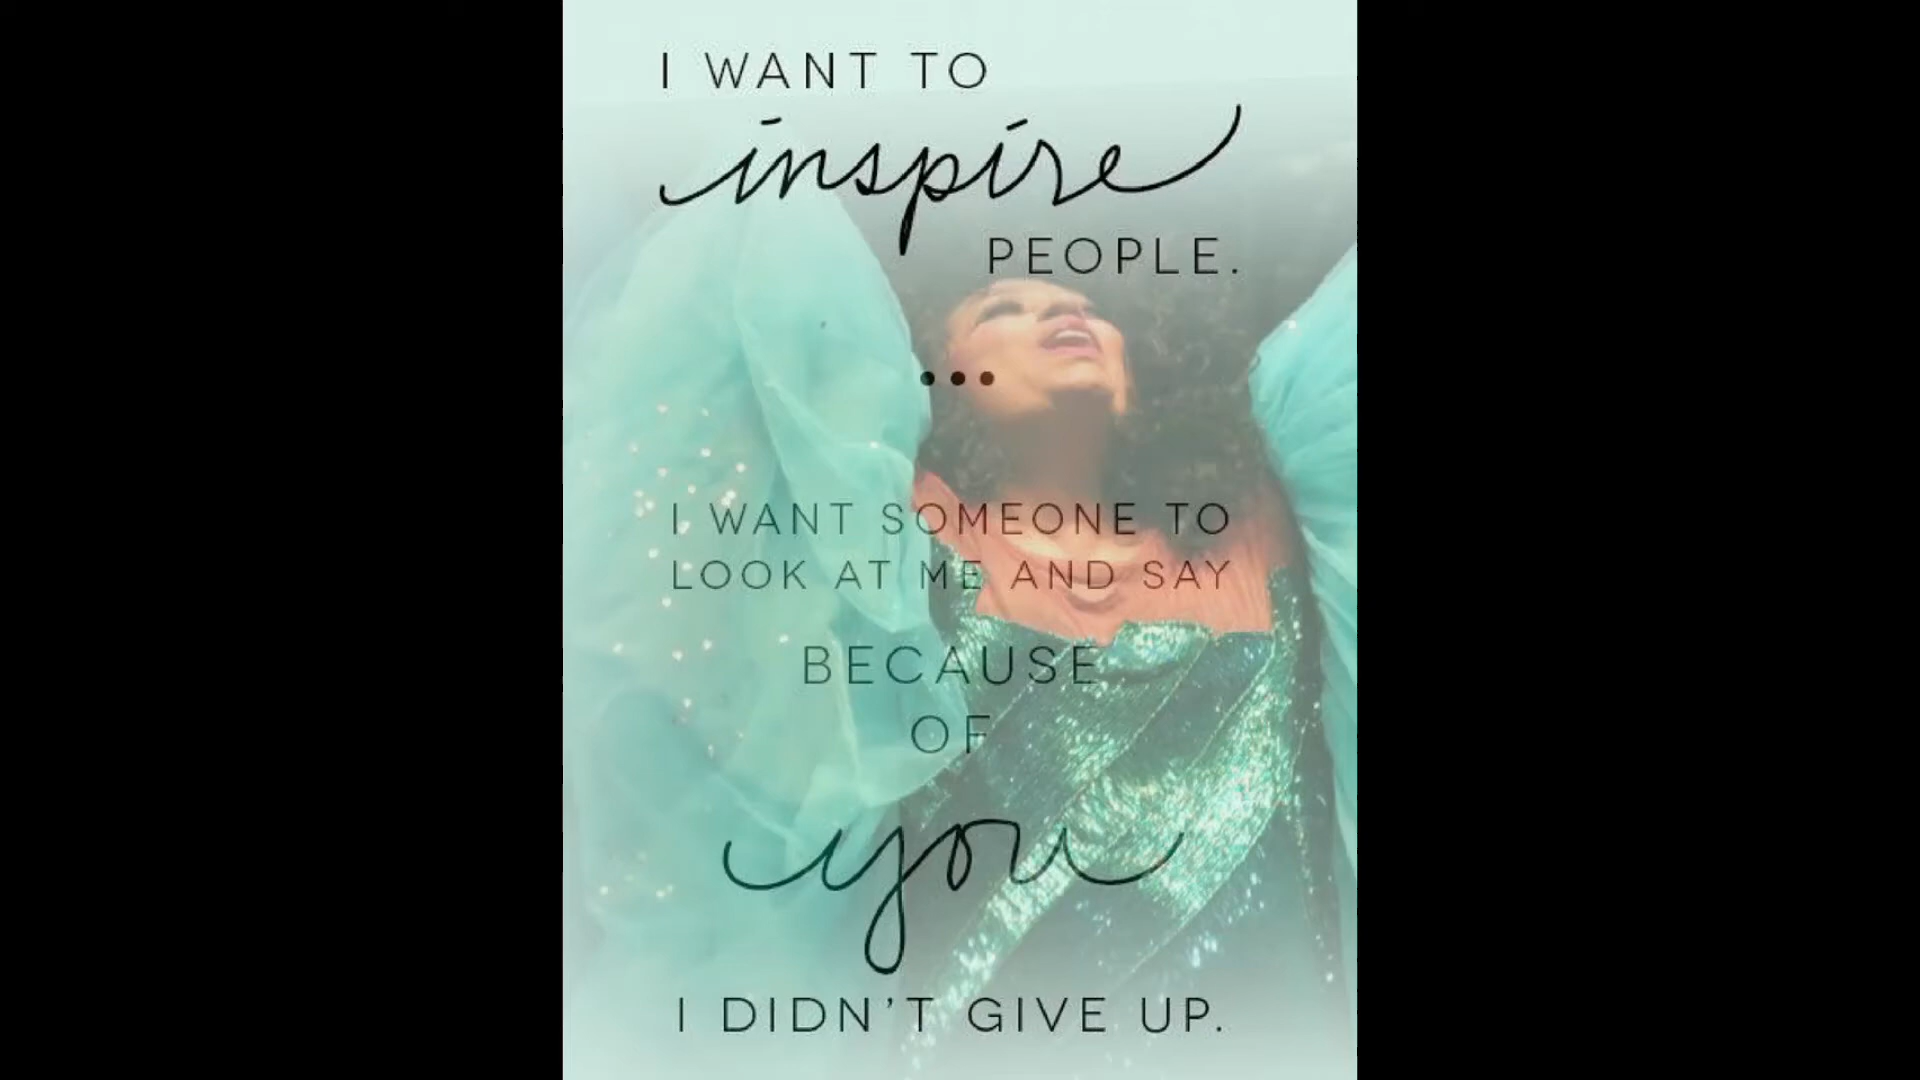 I WANT TO
inspire
PEOPLE.
...
I WANT SOMEONE TO
LOOK AT ME AND SAY
BECAUSE
OF
you
I DIDN'T GIVE UP.